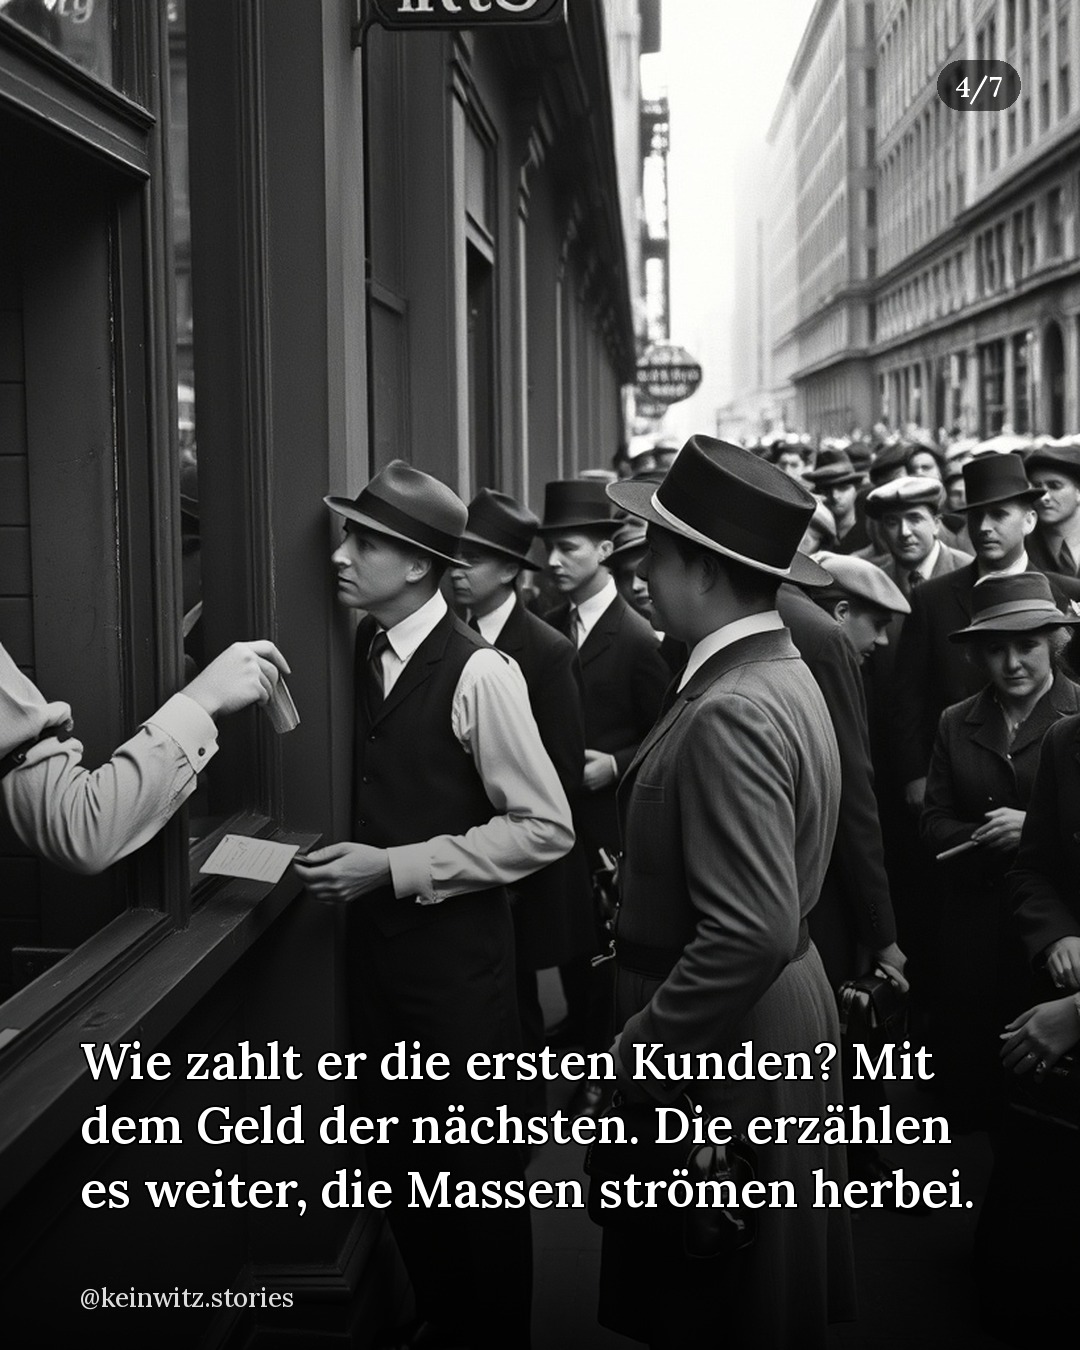 4/7
Wie zahlt er die ersten Kunden? Mit
dem Geld der nächsten. Die erzählen
es weiter, die Massen strömen herbei.
@keinwitz.stories